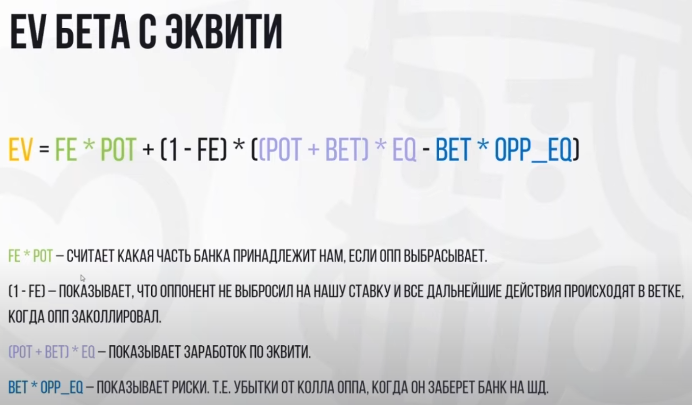 EV БЕТА С ЭКВИТИ
EV = FE * POT + (1 - FE) * ((POT + BET) * EQ - BET * OPP_EQ)
FE * POT – СЧИТАЕТ КАКАЯ ЧАСТЬ БАНКА ПРИНАДЛЕЖИТ НАМ, ЕСЛИ ОПП ВЫБРАСЫВАЕТ.
(1 - FE) – ПОКАЗЫВАЕТ, ЧТО ОППОНЕНТ НЕ ВЫБРОСИЛ НА НАШУ СТАВКУ И ВСЕ ДАЛЬНЕЙШИЕ ДЕЙСТВИЯ ПРОИСХОДЯТ В ВЕТКЕ,
КОГДА ОПП ЗАКОЛЛИРОВАЛ.
(POT + BET) * EQ – ПОКАЗЫВАЕТ ЗАРАБОТОК ПО ЭКВИТИ.
BET * OPP_EQ – ПОКАЗЫВАЕТ РИСКИ. Т.Е. УБЫТКИ ОТ КОЛЛА ОППА, КОГДА ОН ЗАБЕРЕТ БАНК НА ШД.